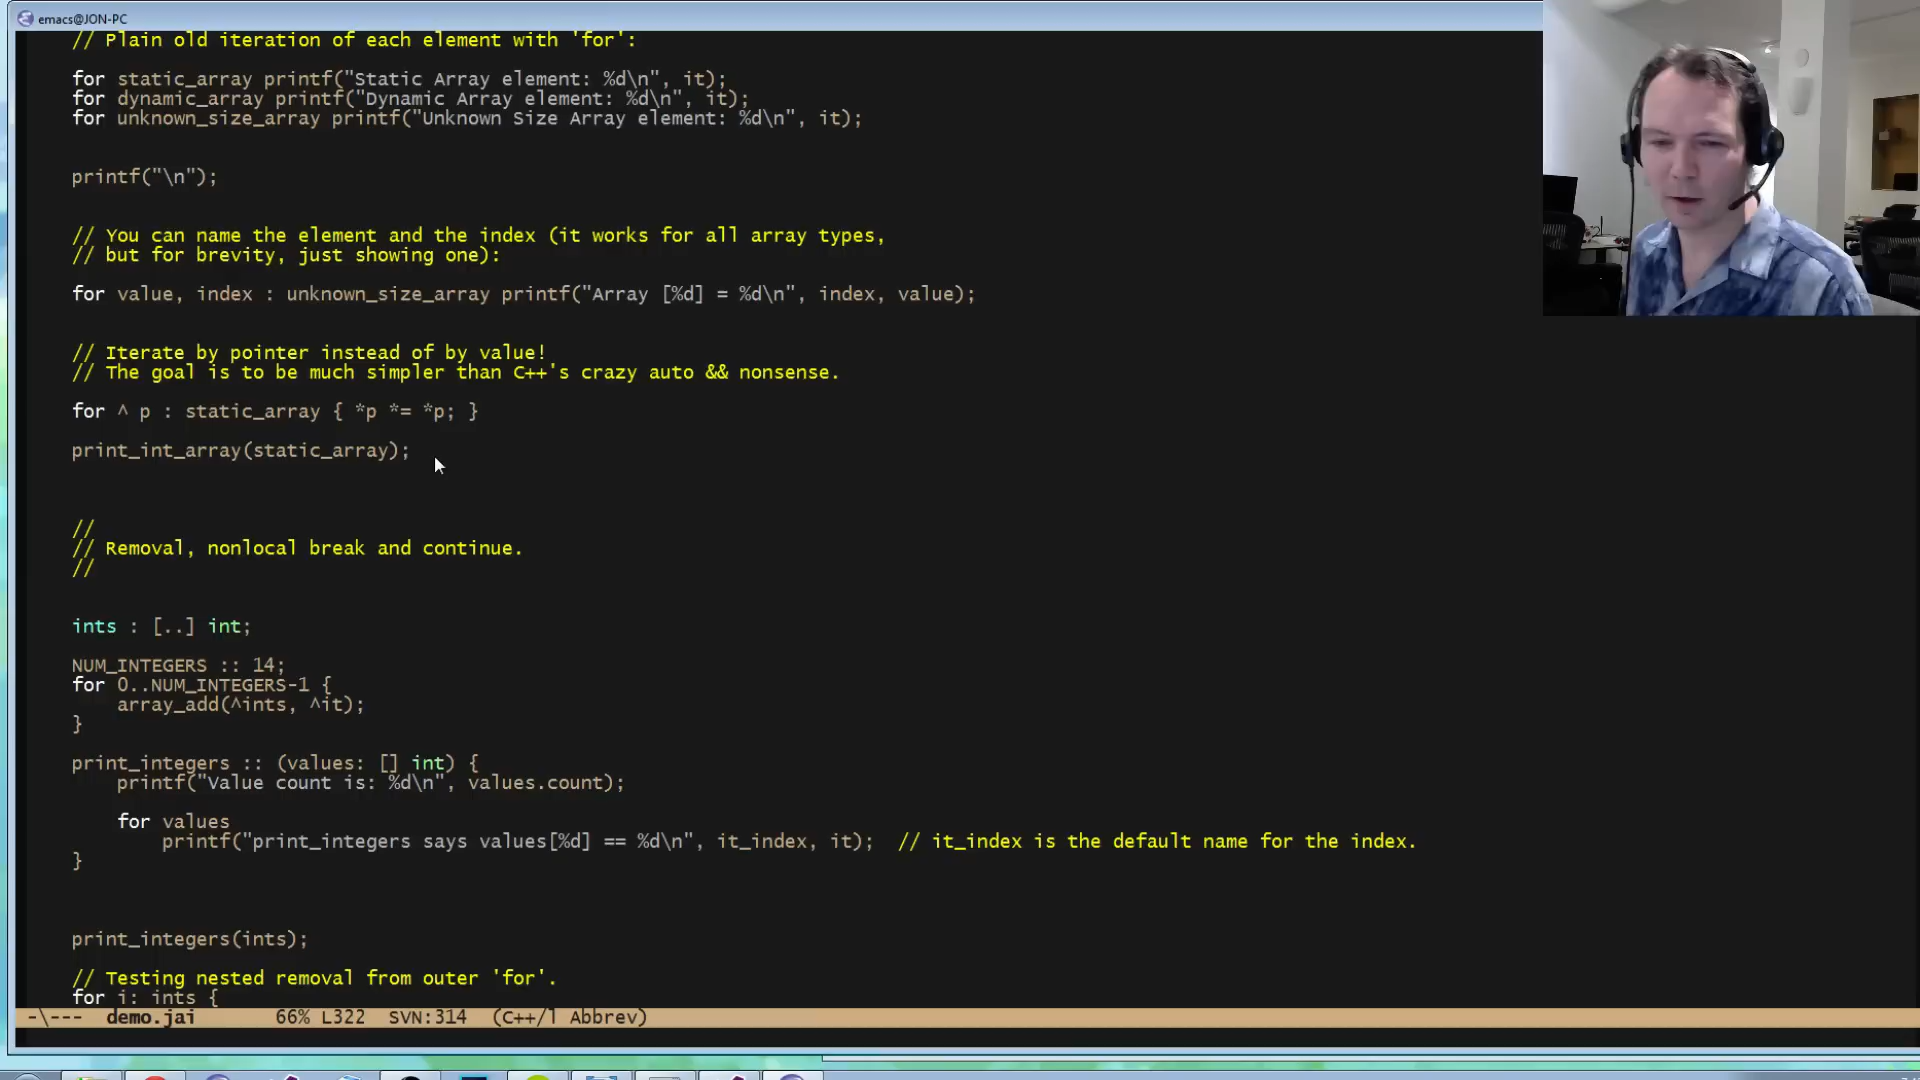 emacs@JON-PC
// Plain old iteration of each element with 'for':
for static_array printf("Static Array element: %d\n", it);
for dynamic_array printf("Dynamic Array element: %d\n", it);
for unknown_size_array printf("Unknown Size Array element: %d\n", it);
printf("\n");
// You can name the element and the index (it works for all array types,
// but for brevity, just showing one):
for value, index : unknown_size_array printf("Array [%d] = %d\n", index, value);
// Iterate by pointer instead of by value!
// The goal is to be much simpler than C++'s crazy auto && nonsense.
for ^ p : static_array { *p *= *p; }
print_int_array(static_array);
//
// Removal, nonlocal break and continue.
//
ints : [..] int;
NUM_INTEGERS :: 14;
for 0..NUM_INTEGERS-1 {
array_add(^ints, ^it);
}
print_integers :: (values: [] int) {
printf("Value count is: %d\n", values.count);
for values
printf("print_integers says values[%d] == %d\n", it_index, it);  // it_index is the default name for the index.
}
print_integers(ints);
// Testing nested removal from outer 'for'.
for i: ints {
-\--- demo.jai 66% L322 SVN:314 (C++/l Abbrev)